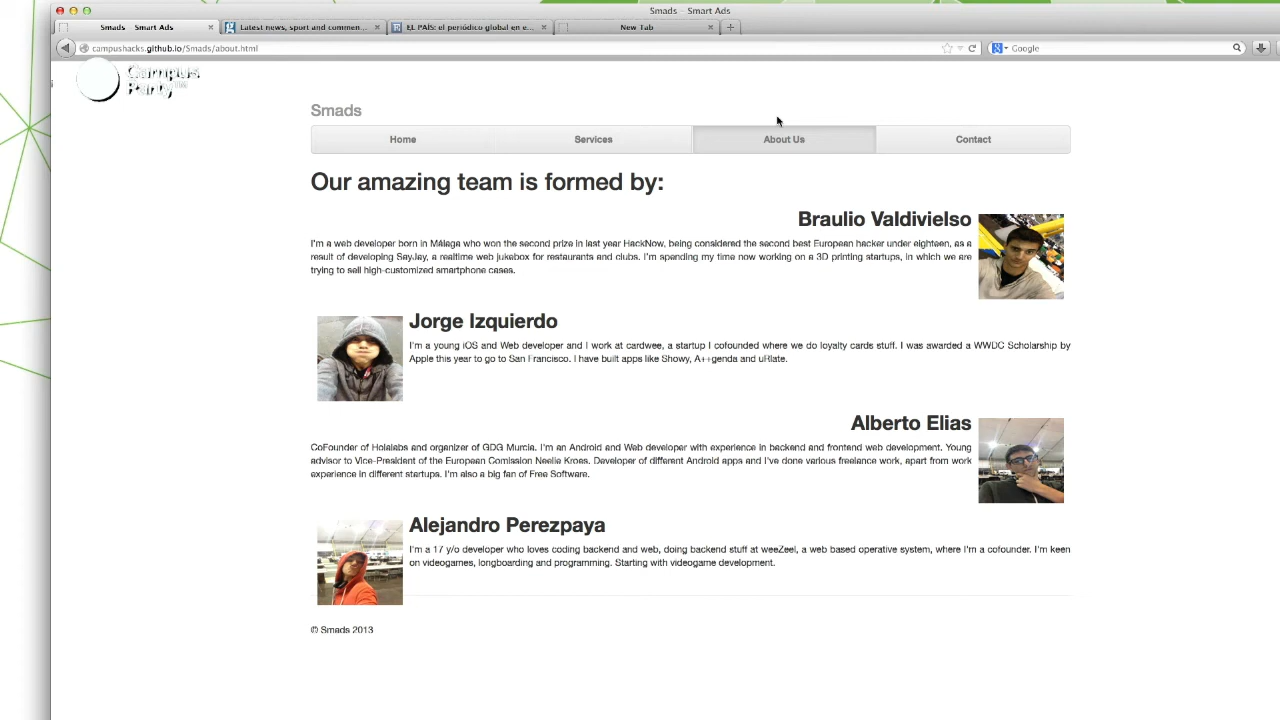 Smads – Smart Ads
Smads – Smart Ads
Latest news, sport and commen...
EL PAÍS: el periódico global en e...
New Tab
campushacks.github.io/Smads/about.html
Google
Campus
Party
Smads
Home
Services
About Us
Contact
Our amazing team is formed by:
Braulio Valdivielso
I'm a web developer born in Málaga who won the second prize in last year HackNow, being considered the second best European hacker under eighteen, as a
result of developing SayJay, a realtime web jukebox for restaurants and clubs. I'm spending my time now working on a 3D printing startups, in which we are
trying to sell high-customized smartphone cases.
Jorge Izquierdo
I'm a young iOS and Web developer and I work at cardwee, a startup I cofounded where we do loyalty cards stuff. I was awarded a WWDC Scholarship by
Apple this year to go to San Francisco. I have built apps like Showy, A++genda and uRlate.
Alberto Elias
CoFounder of Holalabs and organizer of GDG Murcia. I'm an Android and Web developer with experience in backend and frontend web development. Young
advisor to Vice-President of the European Comission Neelie Kroes. Developer of different Android apps and I've done various freelance work, apart from work
experience in different startups. I'm also a big fan of Free Software.
Alejandro Perezpaya
I'm a 17 y/o developer who loves coding backend and web, doing backend stuff at weeZeel, a web based operative system, where I'm a cofounder. I'm keen
on videogames, longboarding and programming. Starting with videogame development.
© Smads 2013